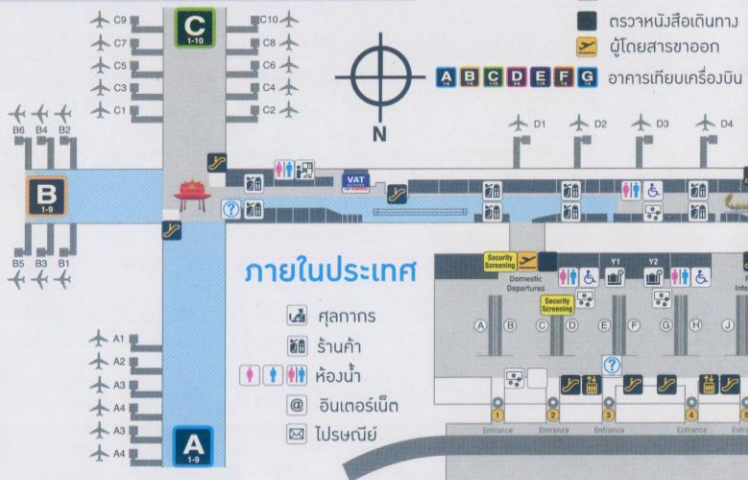 C9
C10
C
1-10
C7
C8
C5
C6
C3
C4
C1
C2
ตรวจหนังสือเดินทาง
ผู้โดยสารขาออก
A B C D E F G อาคารเทียบเครื่องบิน
N
D1
D2
D3
D4
B6
B4
B2
B
1-9
B5
B3
B1
VAT
?
ภายในประเทศ
ศุลกากร
ร้านค้า
ห้องน้ำ
@ อินเตอร์เน็ต
ไปรษณีย์
Security
Screening
Domestic
Departures
Y1
Y2
Security
Screening
A
B
C
D
E
F
G
H
J
?
1
2
3
4
Entrance
Entrance
Entrance
Entrance
A1
A2
A3
A4
A3
A4
A
1-9